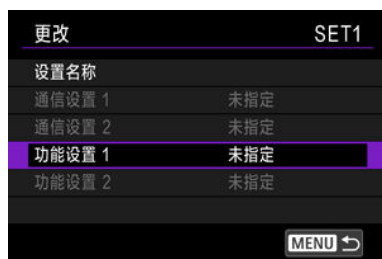 更改 SET1
设置名称
通信设置 1 未指定
通信设置 2 未指定
功能设置 1 未指定
功能设置 2 未指定
MENU